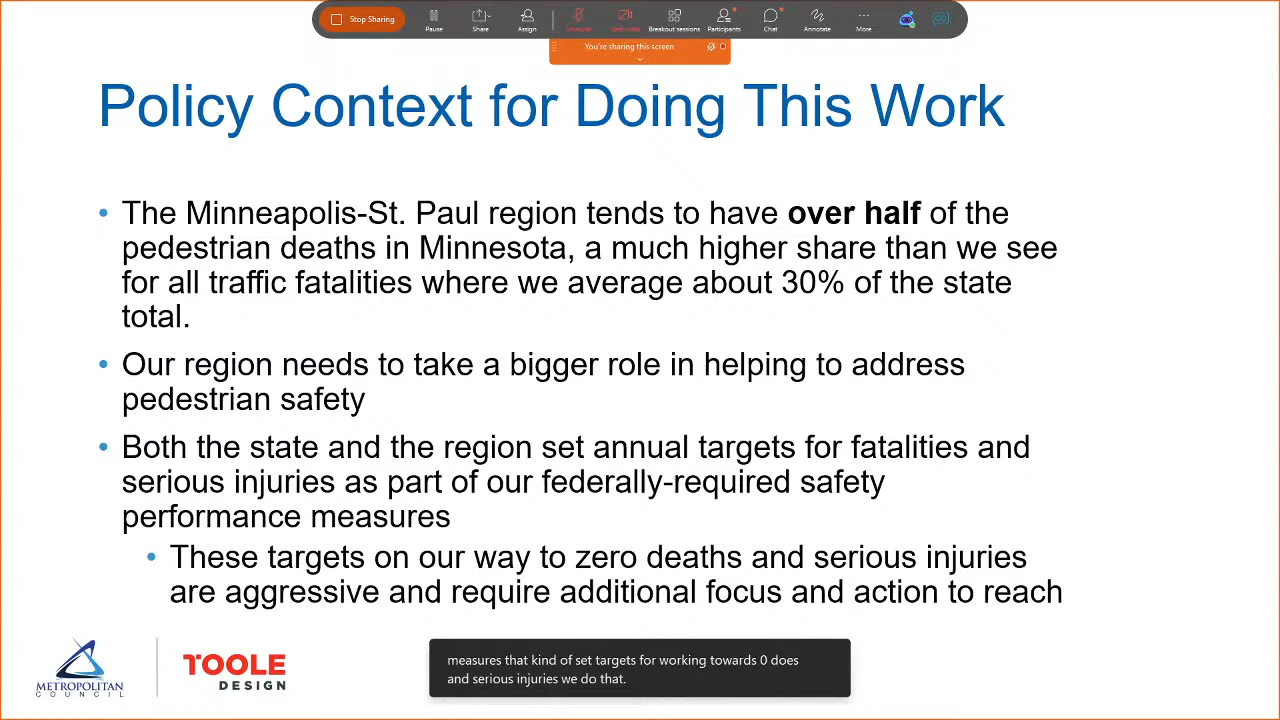 Stop Sharing
Pause
Share
Assign
Breakout sessions
Participants
Chat
Annotate
More
You're sharing this screen
Policy Context for Doing This Work
• The Minneapolis-St. Paul region tends to have over half of the
pedestrian deaths in Minnesota, a much higher share than we see
for all traffic fatalities where we average about 30% of the state
total.
• Our region needs to take a bigger role in helping to address
pedestrian safety
• Both the state and the region set annual targets for fatalities and
serious injuries as part of our federally-required safety
performance measures
• These targets on our way to zero deaths and serious injuries
are aggressive and require additional focus and action to reach
METROPOLITAN
COUNCIL
TOOLE
DESIGN
measures that kind of set targets for working towards 0 does
and serious injuries we do that.